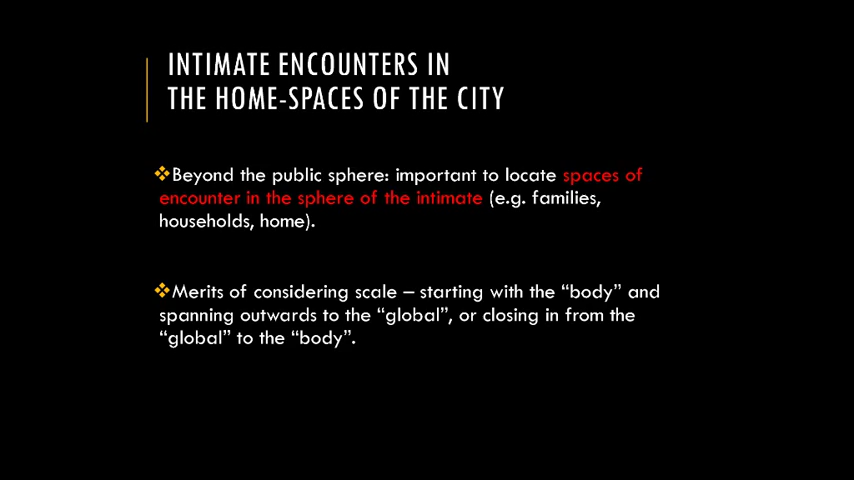 INTIMATE ENCOUNTERS IN
THE HOME-SPACES OF THE CITY
❖Beyond the public sphere: important to locate spaces of
encounter in the sphere of the intimate (e.g. families,
households, home).
❖Merits of considering scale – starting with the “body” and
spanning outwards to the “global”, or closing in from the
“global” to the “body”.